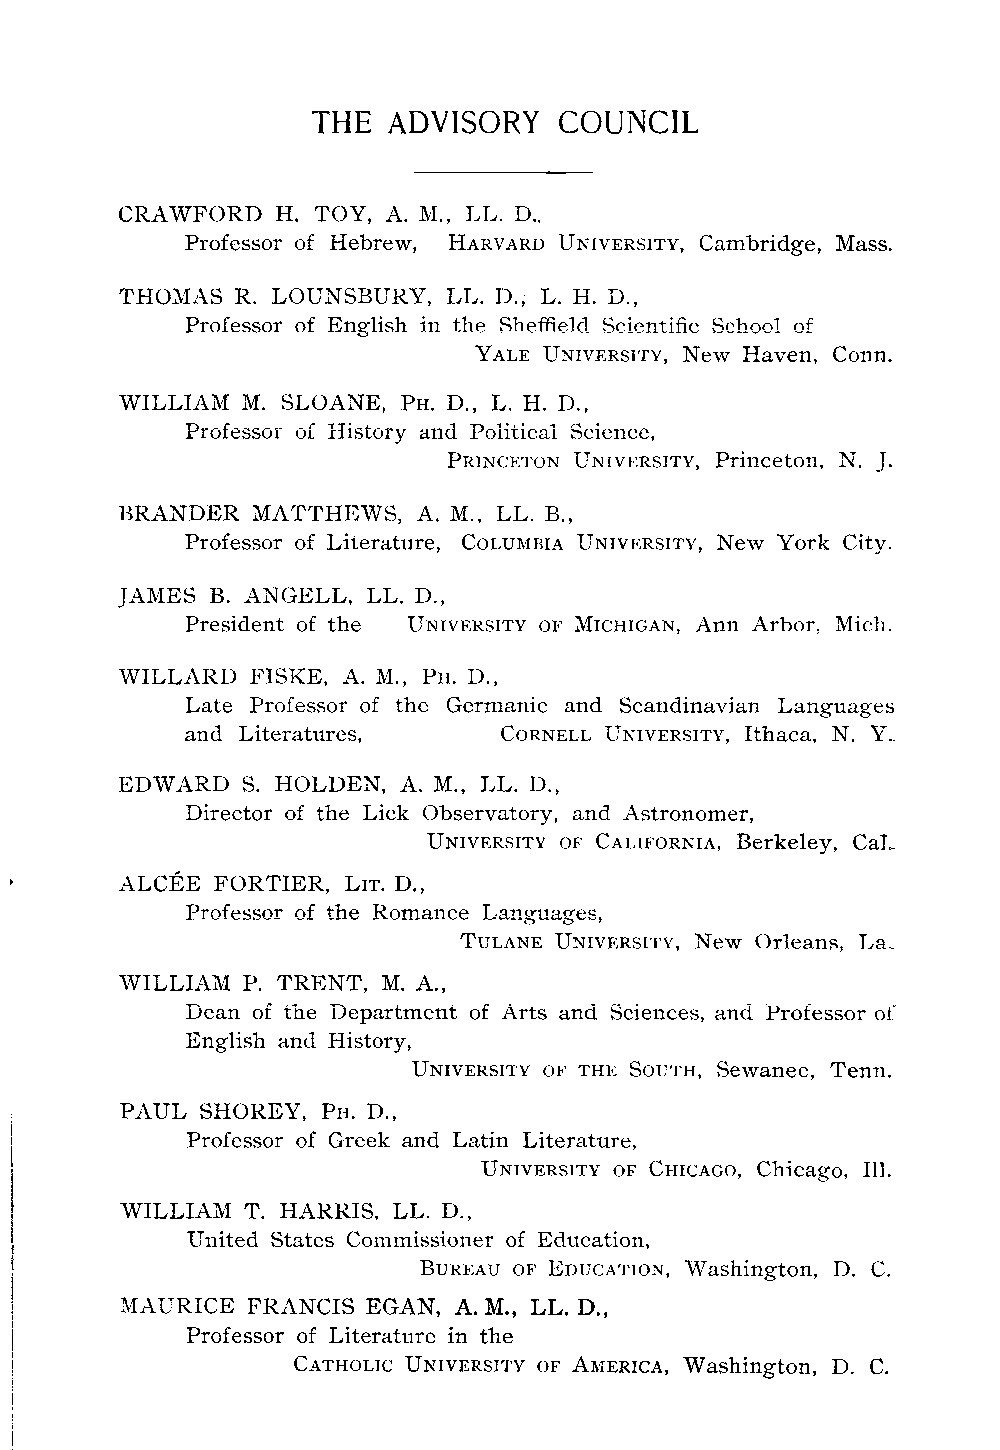 THE ADVISORY COUNCIL
CRAWFORD H. TOY, A. M., LL. D.,
Professor of Hebrew, HARVARD UNIVERSITY, Cambridge, Mass.
THOMAS R. LOUNSBURY, LL. D., L. H. D.,
Professor of English in the Sheffield Scientific School of
YALE UNIVERSITY, New Haven, Conn.
WILLIAM M. SLOANE, PH. D., L. H. D.,
Professor of History and Political Science,
PRINCETON UNIVERSITY, Princeton, N. J.
BRANDER MATTHEWS, A. M., LL. B.,
Professor of Literature, COLUMBIA UNIVERSITY, New York City.
JAMES B. ANGELL, LL. D.,
President of the UNIVERSITY OF MICHIGAN, Ann Arbor, Mich.
WILLARD FISKE, A. M., PH. D.,
Late Professor of the Germanic and Scandinavian Languages
and Literatures, CORNELL UNIVERSITY, Ithaca, N. Y.
EDWARD S. HOLDEN, A. M., LL. D.,
Director of the Lick Observatory, and Astronomer,
UNIVERSITY OF CALIFORNIA, Berkeley, Cal.
ALCÉE FORTIER, LIT. D.,
Professor of the Romance Languages,
TULANE UNIVERSITY, New Orleans, La.
WILLIAM P. TRENT, M. A.,
Dean of the Department of Arts and Sciences, and Professor of
English and History,
UNIVERSITY OF THE SOUTH, Sewanee, Tenn.
PAUL SHOREY, PH. D.,
Professor of Greek and Latin Literature,
UNIVERSITY OF CHICAGO, Chicago, Ill.
WILLIAM T. HARRIS, LL. D.,
United States Commissioner of Education,
BUREAU OF EDUCATION, Washington, D. C.
MAURICE FRANCIS EGAN, A. M., LL. D.,
Professor of Literature in the
CATHOLIC UNIVERSITY OF AMERICA, Washington, D. C.